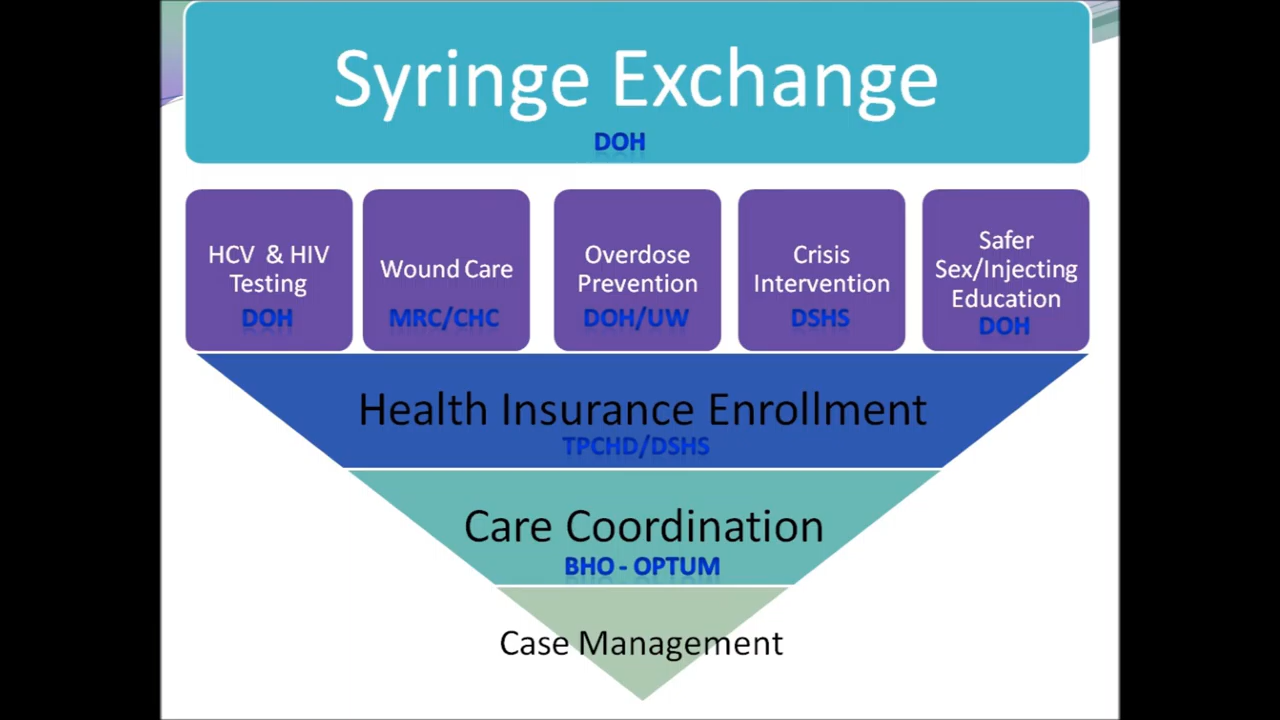 Syringe Exchange
DOH
HCV & HIV
Testing
DOH
Wound Care
MRC/CHC
Overdose
Prevention
DOH/UW
Crisis
Intervention
DSHS
Safer
Sex/Injecting
Education
DOH
Health Insurance Enrollment
TPCHD/DSHS
Care Coordination
BHO - OPTUM
Case Management